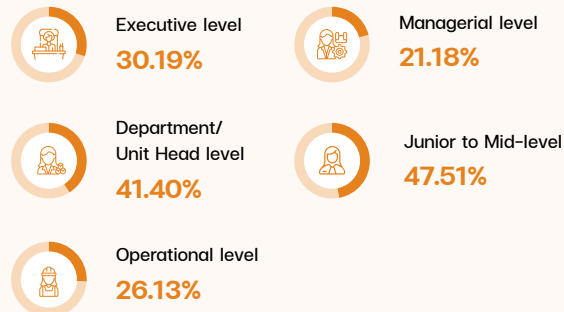 Executive level
30.19%
Managerial level
21.18%
Department/
Unit Head level
41.40%
Junior to Mid-level
47.51%
Operational level
26.13%